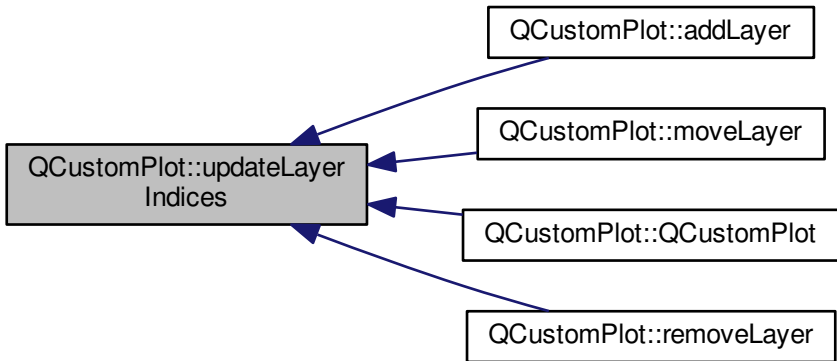 QCustomPlot::addLayer
QCustomPlot::moveLayer
QCustomPlot::updateLayer
Indices
QCustomPlot::QCustomPlot
QCustomPlot::removeLayer